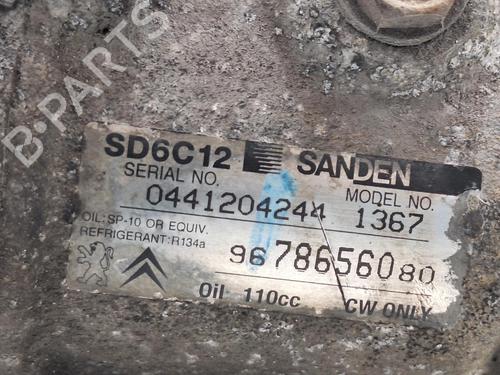 B-PARTS
SD6C12 SANDEN
SERIAL NO. MODEL NO.
0441204244 1367
OIL: SP-10 OR EQUIV.
REFRIGERANT: R134a
9678656080
Oil 110cc CW ONLY